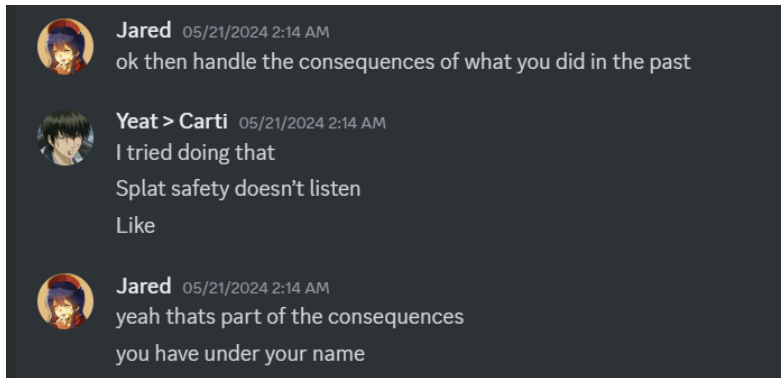 Jared 05/21/2024 2:14 AM
ok then handle the consequences of what you did in the past
Yeat > Carti 05/21/2024 2:14 AM
I tried doing that
Splat safety doesn’t listen
Like
Jared 05/21/2024 2:14 AM
yeah thats part of the consequences
you have under your name